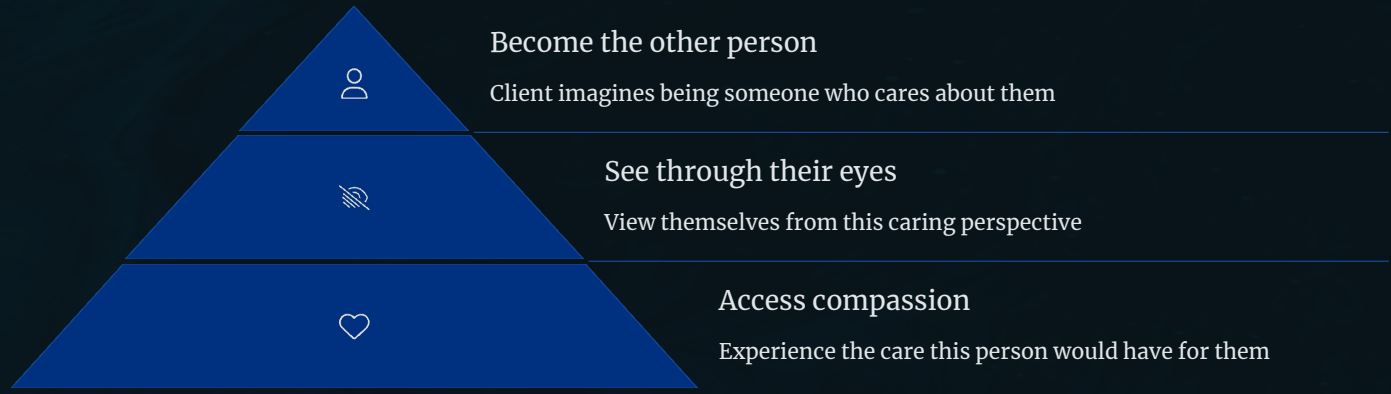 Become the other person
Client imagines being someone who cares about them
See through their eyes
View themselves from this caring perspective
Access compassion
Experience the care this person would have for them